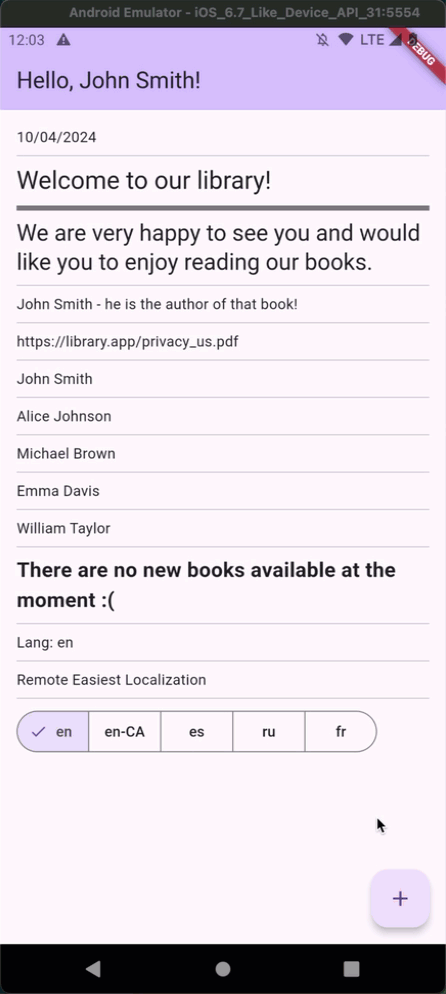 Android Emulator - iOS_6.7_Like_Device_API_31:5554
12:03
LTE
DEBUG
Hello, John Smith!
10/04/2024
Welcome to our library!
We are very happy to see you and would
like you to enjoy reading our books.
John Smith - he is the author of that book!
https://library.app/privacy_us.pdf
John Smith
Alice Johnson
Michael Brown
Emma Davis
William Taylor
There are no new books available at the
moment :(
Lang: en
Remote Easiest Localization
en en-CA es ru fr
+